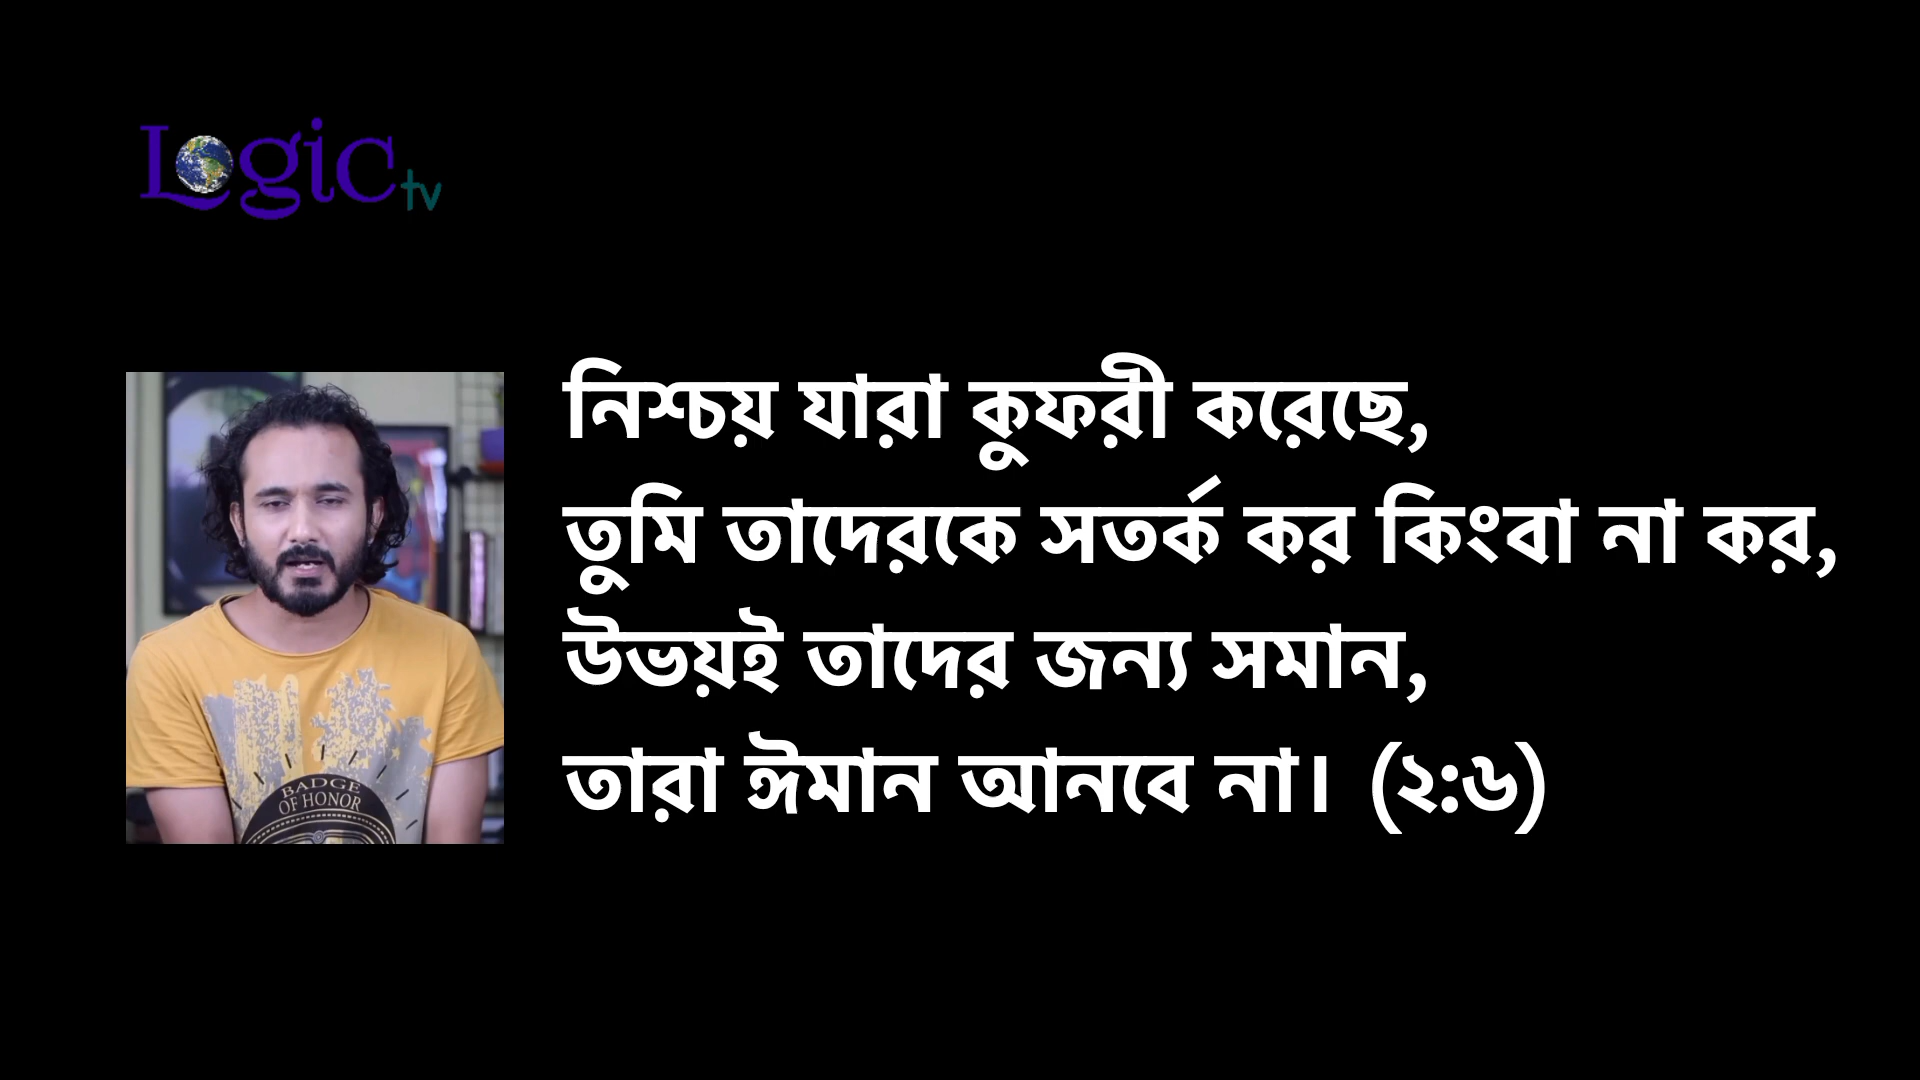 Logic tv
নিশ্চয় যারা কুফরী করেছে,
তুমি তাদেরকে সতর্ক কর কিংবা না কর,
উভয়ই তাদের জন্য সমান,
তারা ঈমান আনবে না। (২:৬)
BADGE
OF HONOR